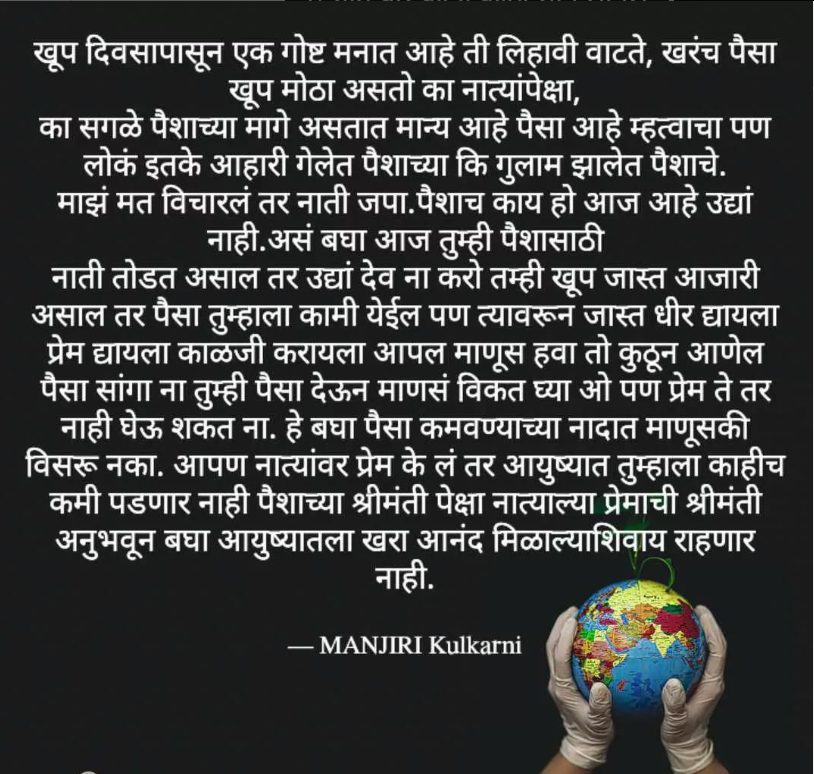 खूप दिवसापासून एक गोष्ट मनात आहे ती लिहावी वाटते, खरंच पैसा
खूप मोठा असतो का नात्यांपेक्षा,
का सगळे पैशाच्या मागे असतात मान्य आहे पैसा आहे म्हत्वाचा पण
लोकं इतके आहारी गेलेत पैशाच्या कि गुलाम झालेत पैशाचे.
माझं मत विचारलं तर नाती जपा.पैशाच काय हो आज आहे उद्यां
नाही.असं बघा आज तुम्ही पैशासाठी
नाती तोडत असाल तर उद्यां देव ना करो तम्ही खूप जास्त आजारी
असाल तर पैसा तुम्हाला कामी येईल पण त्यावरून जास्त धीर द्यायला
प्रेम द्यायला काळजी करायला आपल माणूस हवा तो कुठून आणेल
पैसा सांगा ना तुम्ही पैसा देऊन माणसं विकत घ्या ओ पण प्रेम ते तर
नाही घेऊ शकत ना. हे बघा पैसा कमवण्याच्या नादात माणूसकी
विसरू नका. आपण नात्यांवर प्रेम के लं तर आयुष्यात तुम्हाला काहीच
कमी पडणार नाही पैशाच्या श्रीमंती पेक्षा नात्याल्या प्रेमाची श्रीमंती
अनुभवून बघा आयुष्यातला खरा आनंद मिळाल्याशिवाय राहणार
नाही.
— MANJIRI Kulkarni